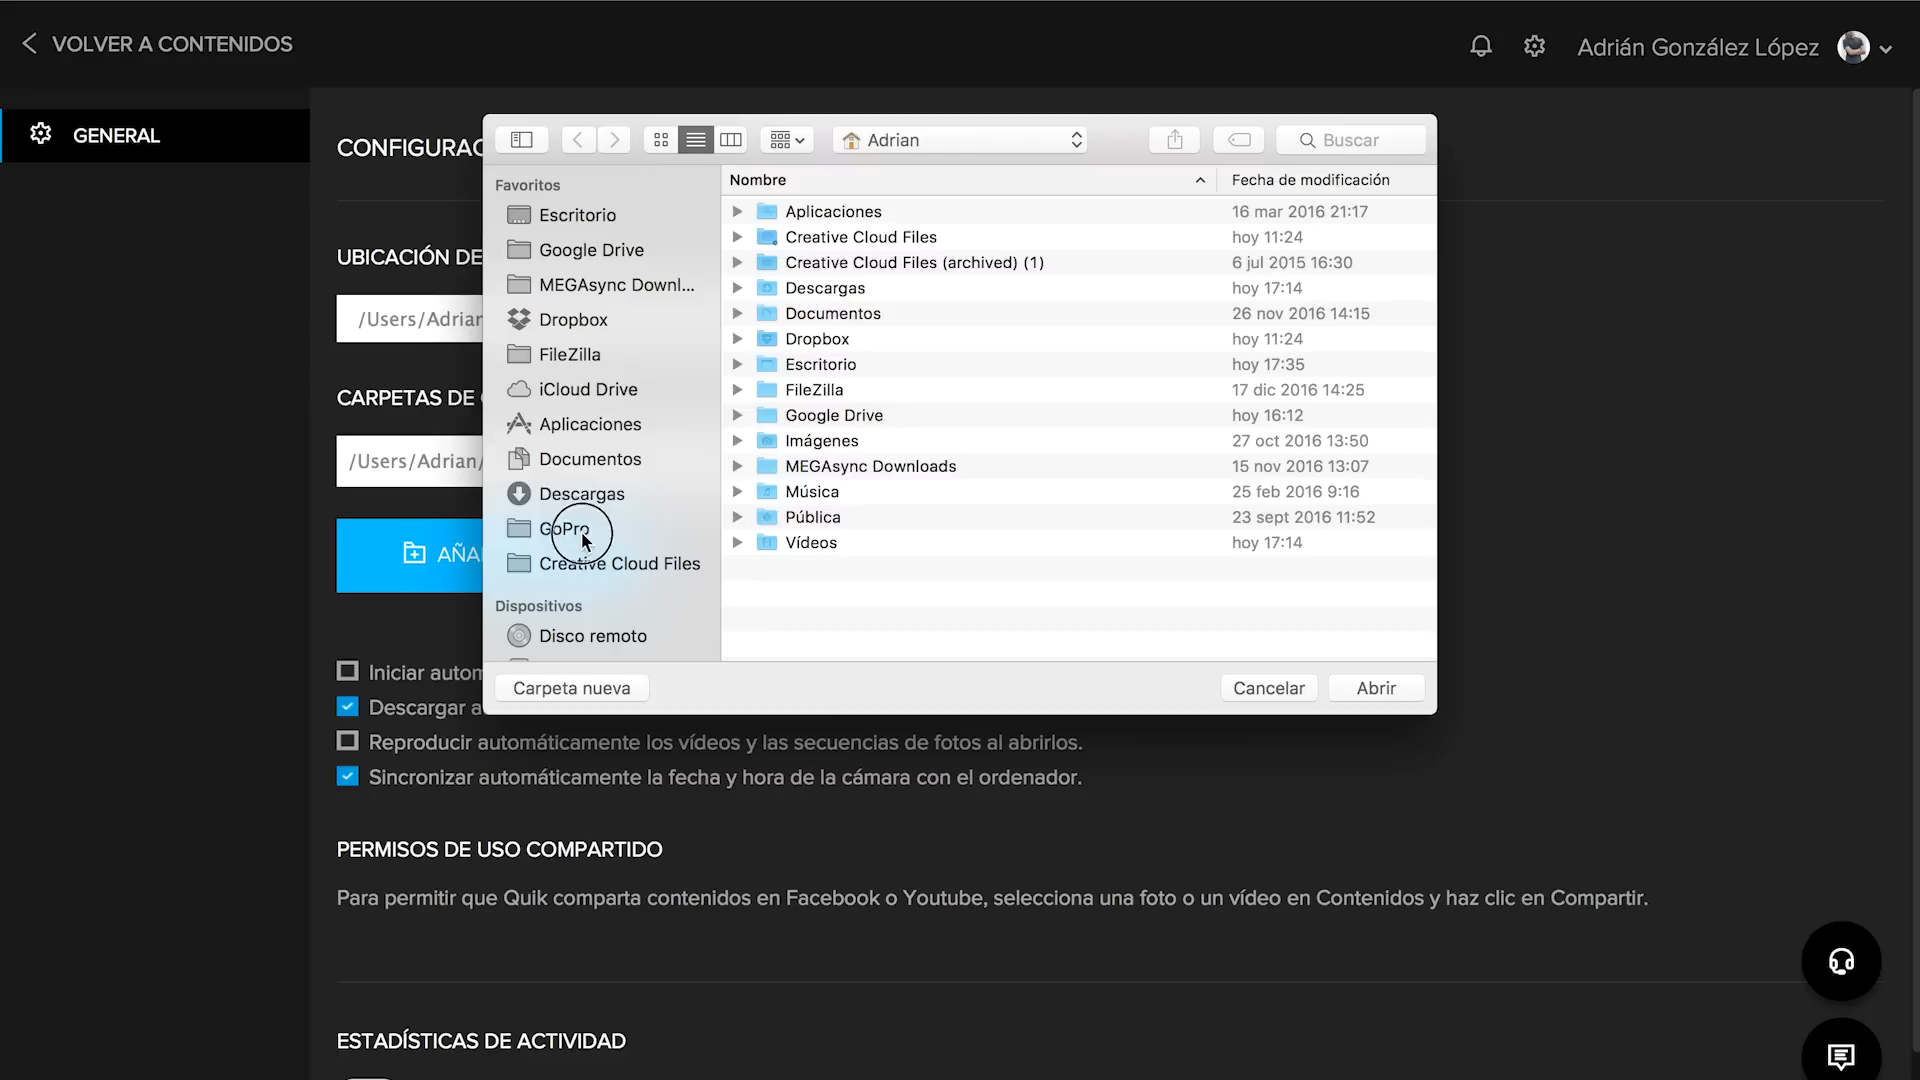 VOLVER A CONTENIDOS
Adrián González López
GENERAL
CONFIGURAC
UBICACIÓN DE
/Users/Adrian
CARPETAS DE
/Users/Adrian/
AÑA
Adrian
Buscar
Favoritos
Escritorio
Google Drive
MEGAsync Downl...
Dropbox
FileZilla
iCloud Drive
Aplicaciones
Documentos
Descargas
GoPro
Creative Cloud Files
Dispositivos
Disco remoto
Nombre Fecha de modificación
Aplicaciones 16 mar 2016 21:17
Creative Cloud Files hoy 11:24
Creative Cloud Files (archived) (1) 6 jul 2015 16:30
Descargas hoy 17:14
Documentos 26 nov 2016 14:15
Dropbox hoy 11:24
Escritorio hoy 17:35
FileZilla 17 dic 2016 14:25
Google Drive hoy 16:12
Imágenes 27 oct 2016 13:50
MEGAsync Downloads 15 nov 2016 13:07
Música 25 feb 2016 9:16
Pública 23 sept 2016 11:52
Vídeos hoy 17:14
Carpeta nueva Cancelar Abrir
Iniciar autom
Descargar a
Reproducir automáticamente los vídeos y las secuencias de fotos al abrirlos.
Sincronizar automáticamente la fecha y hora de la cámara con el ordenador.
PERMISOS DE USO COMPARTIDO
Para permitir que Quik comparta contenidos en Facebook o Youtube, selecciona una foto o un vídeo en Contenidos y haz clic en Compartir.
ESTADÍSTICAS DE ACTIVIDAD